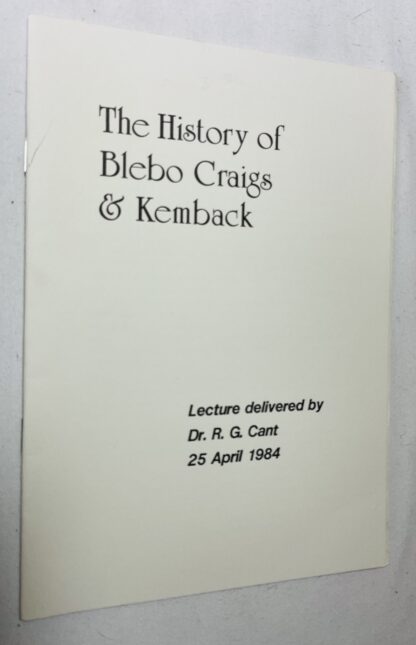 The History of
Blebo Craigs
& Kemback
Lecture delivered by
Dr. R. G. Cant
25 April 1984